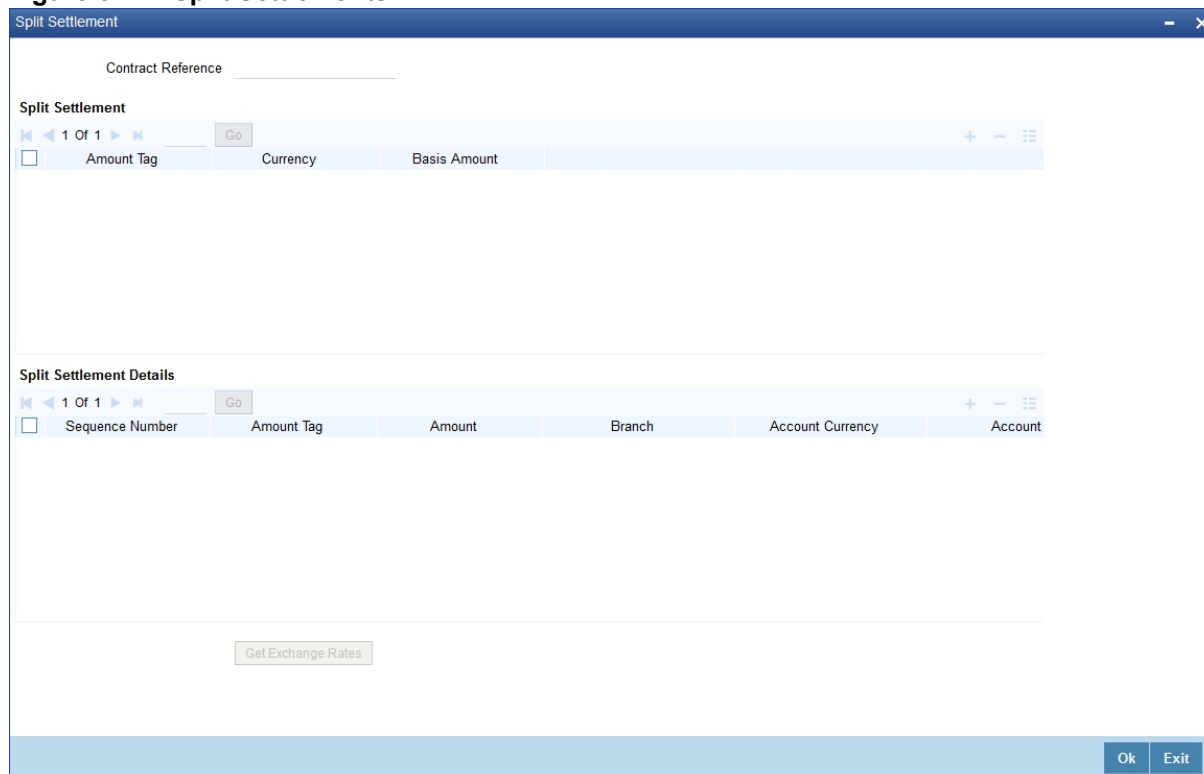 Split Settlement
Contract Reference
Split Settlement
1 Of 1 Go
Amount Tag Currency Basis Amount
Split Settlement Details
1 Of 1 Go
Sequence Number Amount Tag Amount Branch Account Currency Account
Get Exchange Rates
Ok Exit